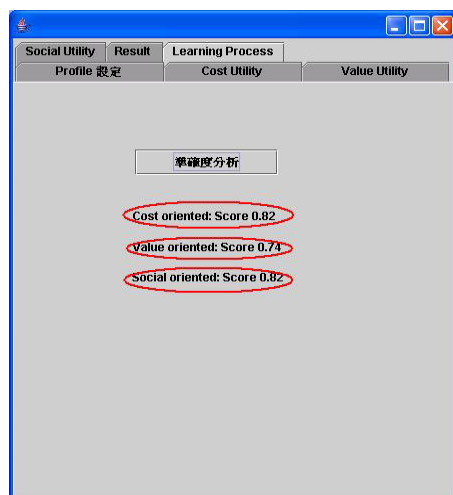 Social Utility Result Learning Process
Profile 設定 Cost Utility Value Utility
準確度分析
Cost oriented: Score 0.82
Value oriented: Score 0.74
Social oriented: Score 0.82